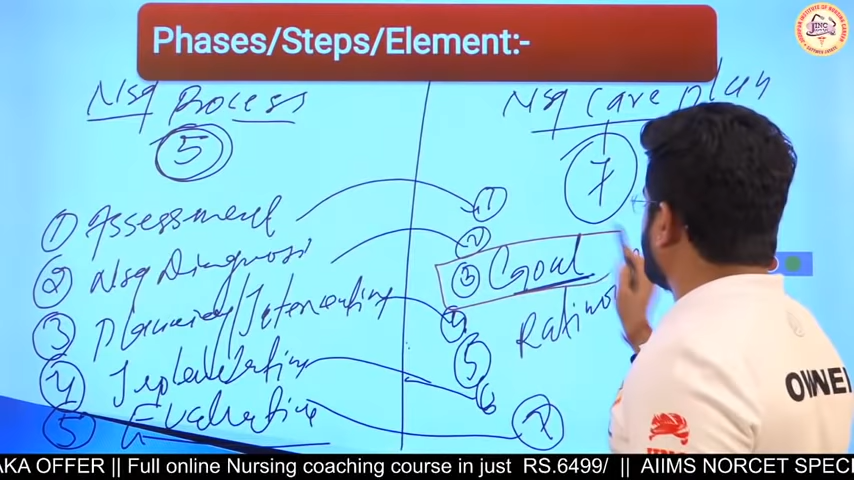 Phases/Steps/Element:-
Nsg Process
5
① Assessment
② Nsg Diagnosis
③ Planning/Intervention
④ Implementation
⑤ Evaluation
Nsg Care plan
7
①
②
③ Goal
④
Ratino
⑤
⑥
⑦
OWNE
JINC
AKA OFFER || Full online Nursing coaching course in just RS.6499/ || AIIMS NORCET SPEC